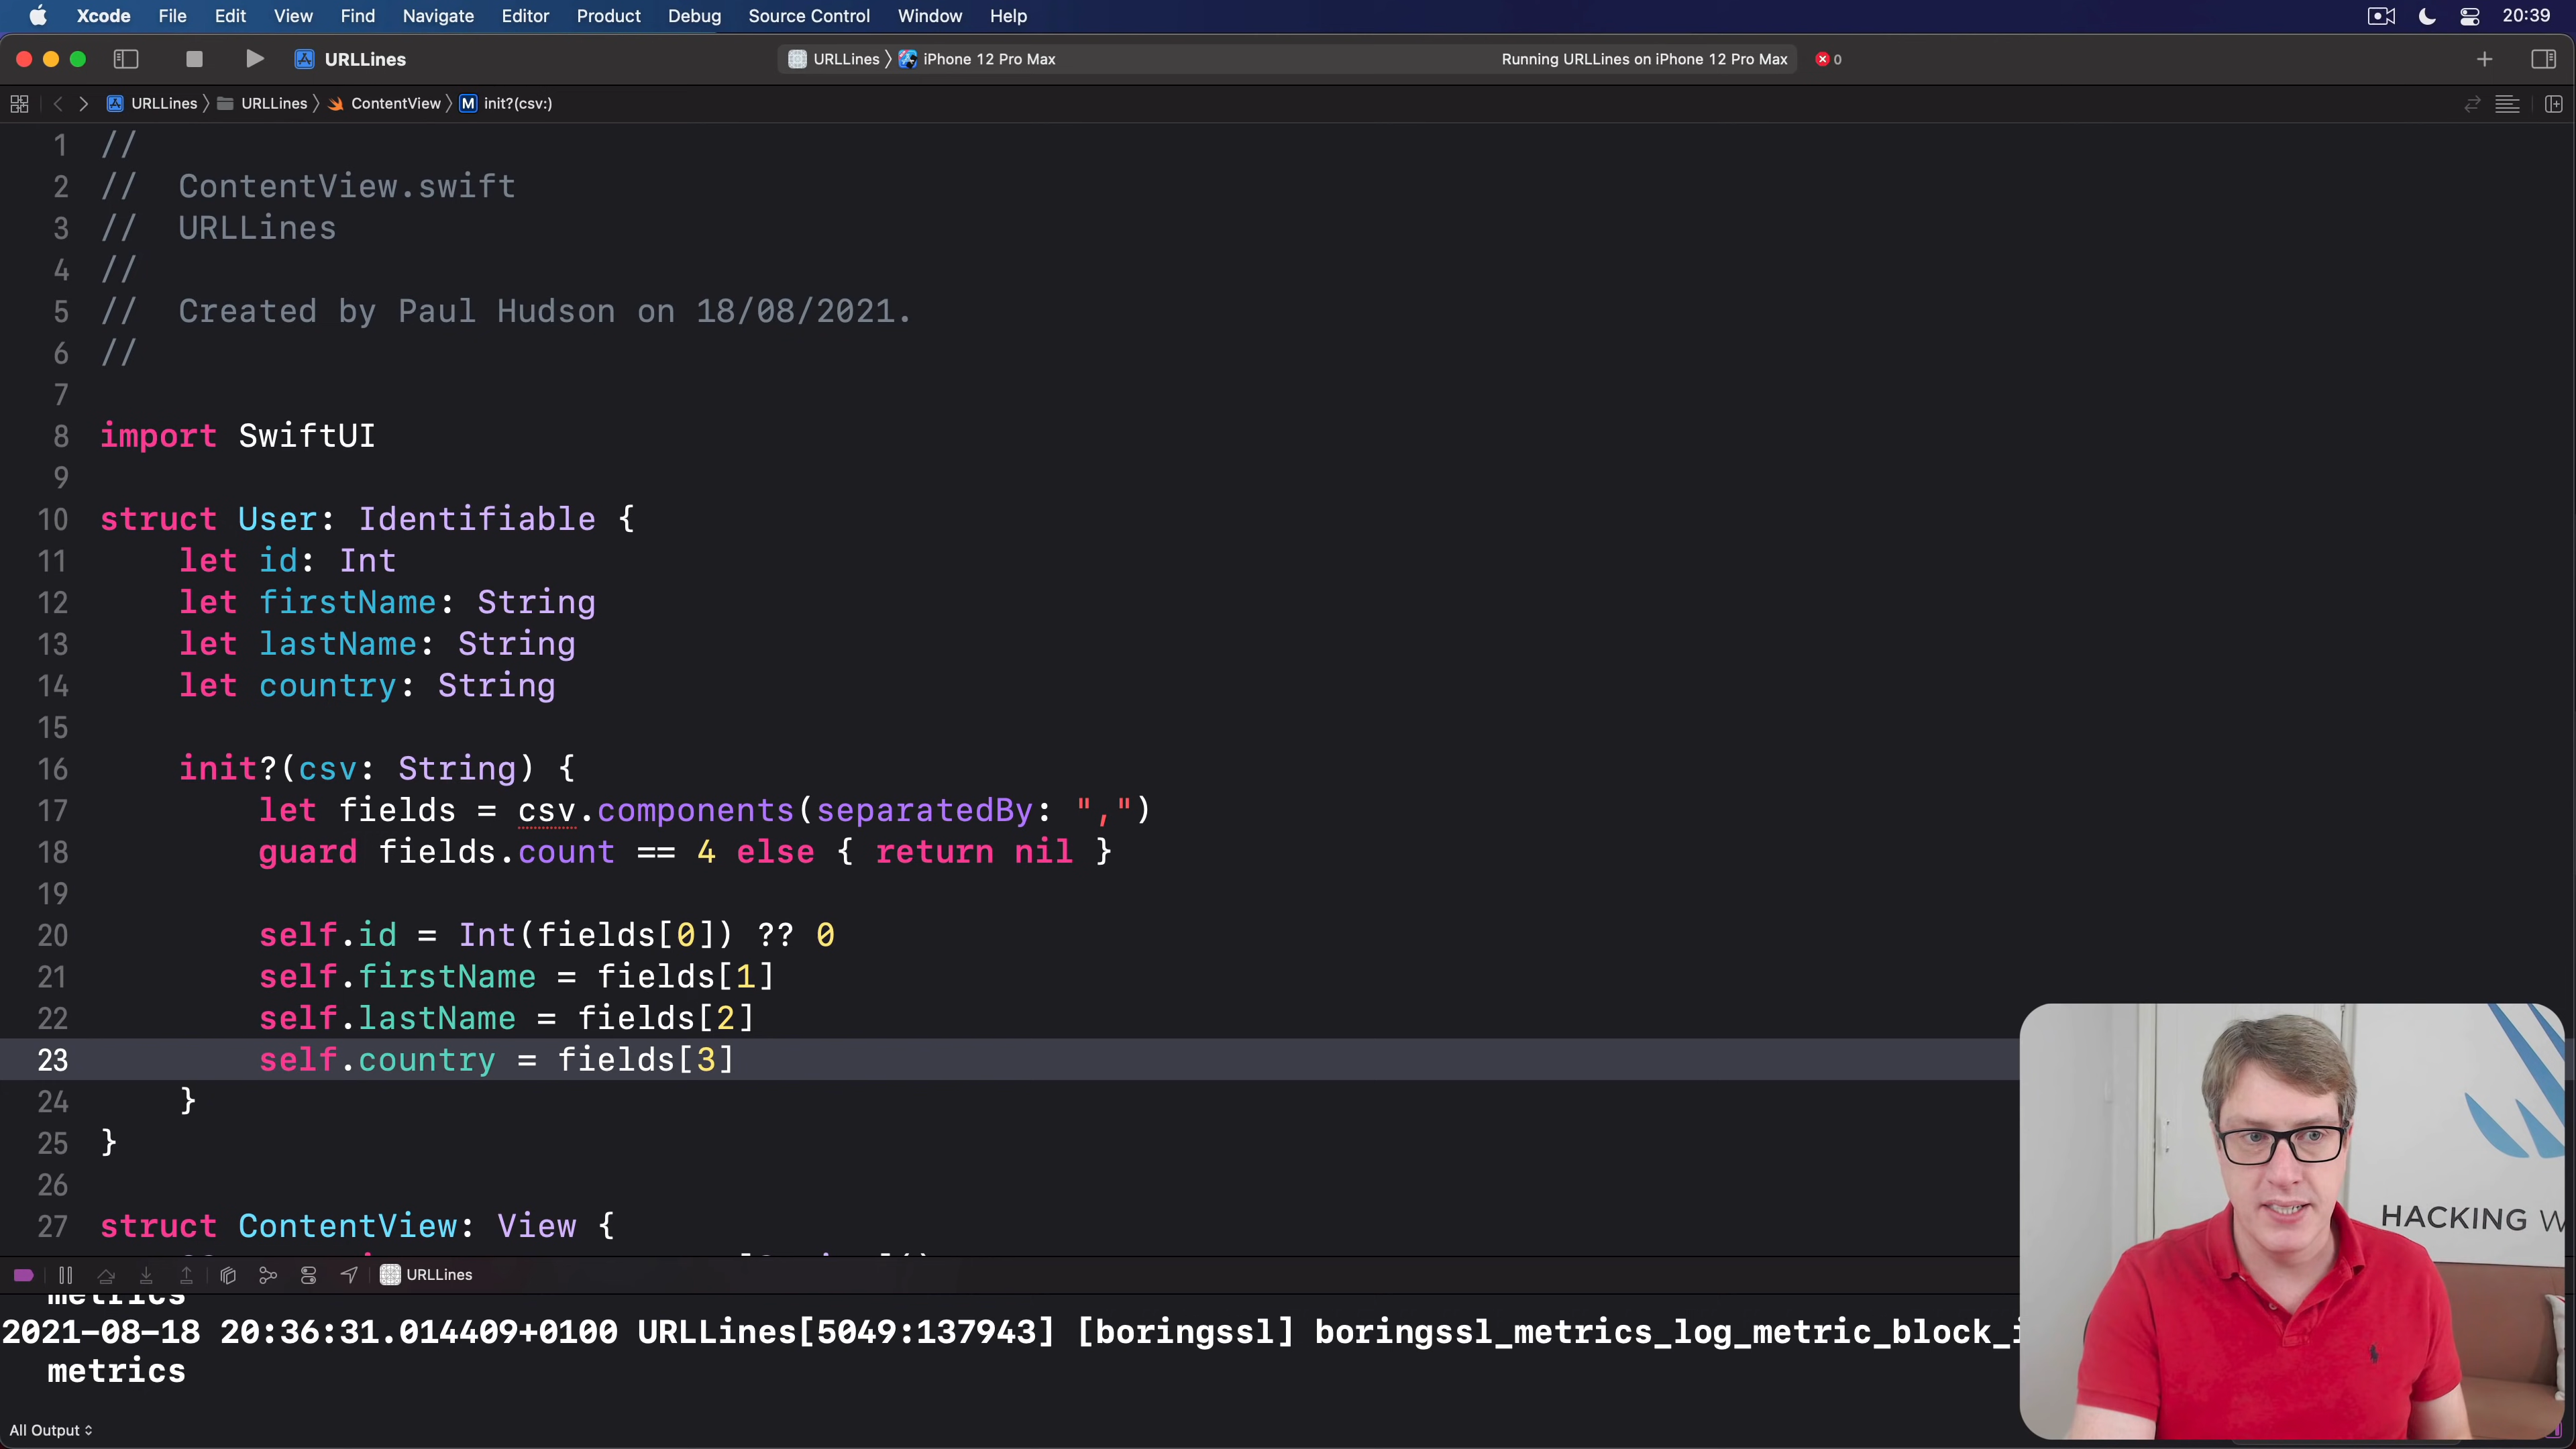 Xcode File Edit View Find Navigate Editor Product Debug Source Control Window Help 20:39
URLLines URLLines 〉 iPhone 12 Pro Max Running URLLines on iPhone 12 Pro Max 0
URLLines 〉 URLLines 〉 ContentView 〉 M init?(csv:)
1 //
2 //  ContentView.swift
3 //  URLLines
4 //
5 //  Created by Paul Hudson on 18/08/2021.
6 //
7
8 import SwiftUI
9
10 struct User: Identifiable {
11     let id: Int
12     let firstName: String
13     let lastName: String
14     let country: String
15
16     init?(csv: String) {
17         let fields = csv.components(separatedBy: ",")
18         guard fields.count == 4 else { return nil }
19
20         self.id = Int(fields[0]) ?? 0
21         self.firstName = fields[1]
22         self.lastName = fields[2]
23         self.country = fields[3]
24     }
25 }
26
27 struct ContentView: View {
HACKING W
URLLines
metrics
2021-08-18 20:36:31.014409+0100 URLLines[5049:137943] [boringssl] boringssl_metrics_log_metric_block_i
metrics
All Output